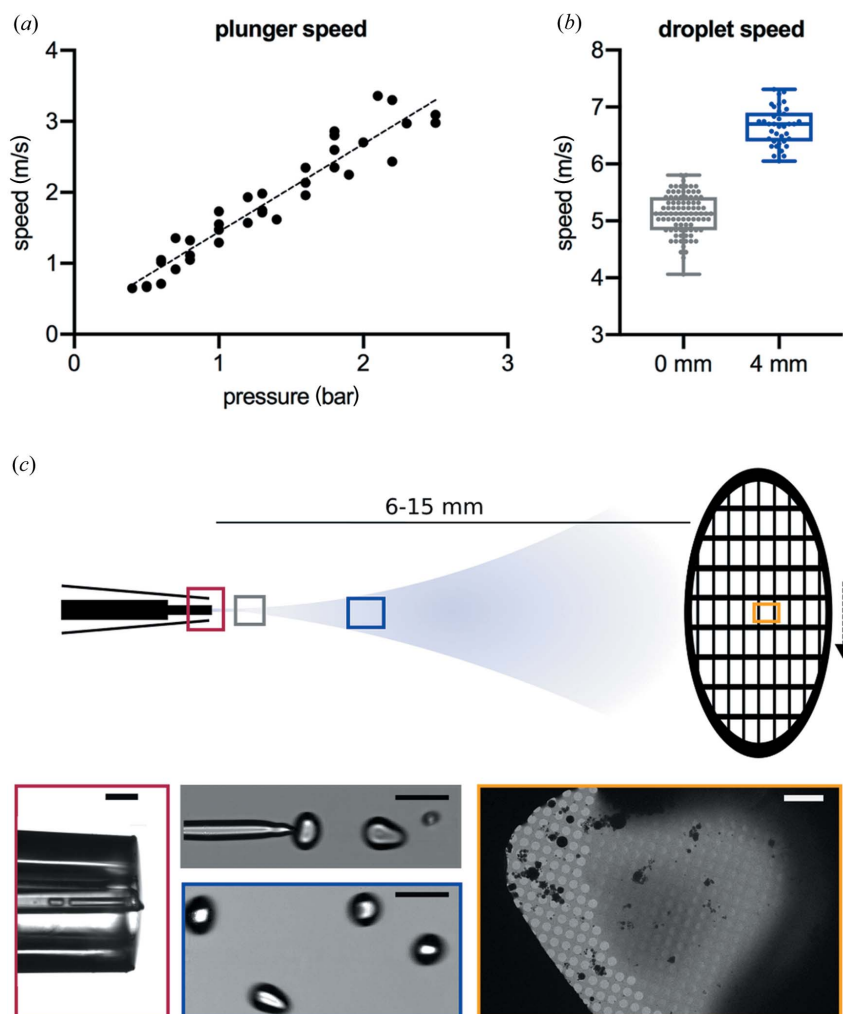 (a)
plunger speed
4
3
2
1
0
speed (m/s)
0
1
2
3
pressure (bar)
(b)
droplet speed
8
7
6
5
4
3
speed (m/s)
0 mm
4 mm
(c)
6-15 mm